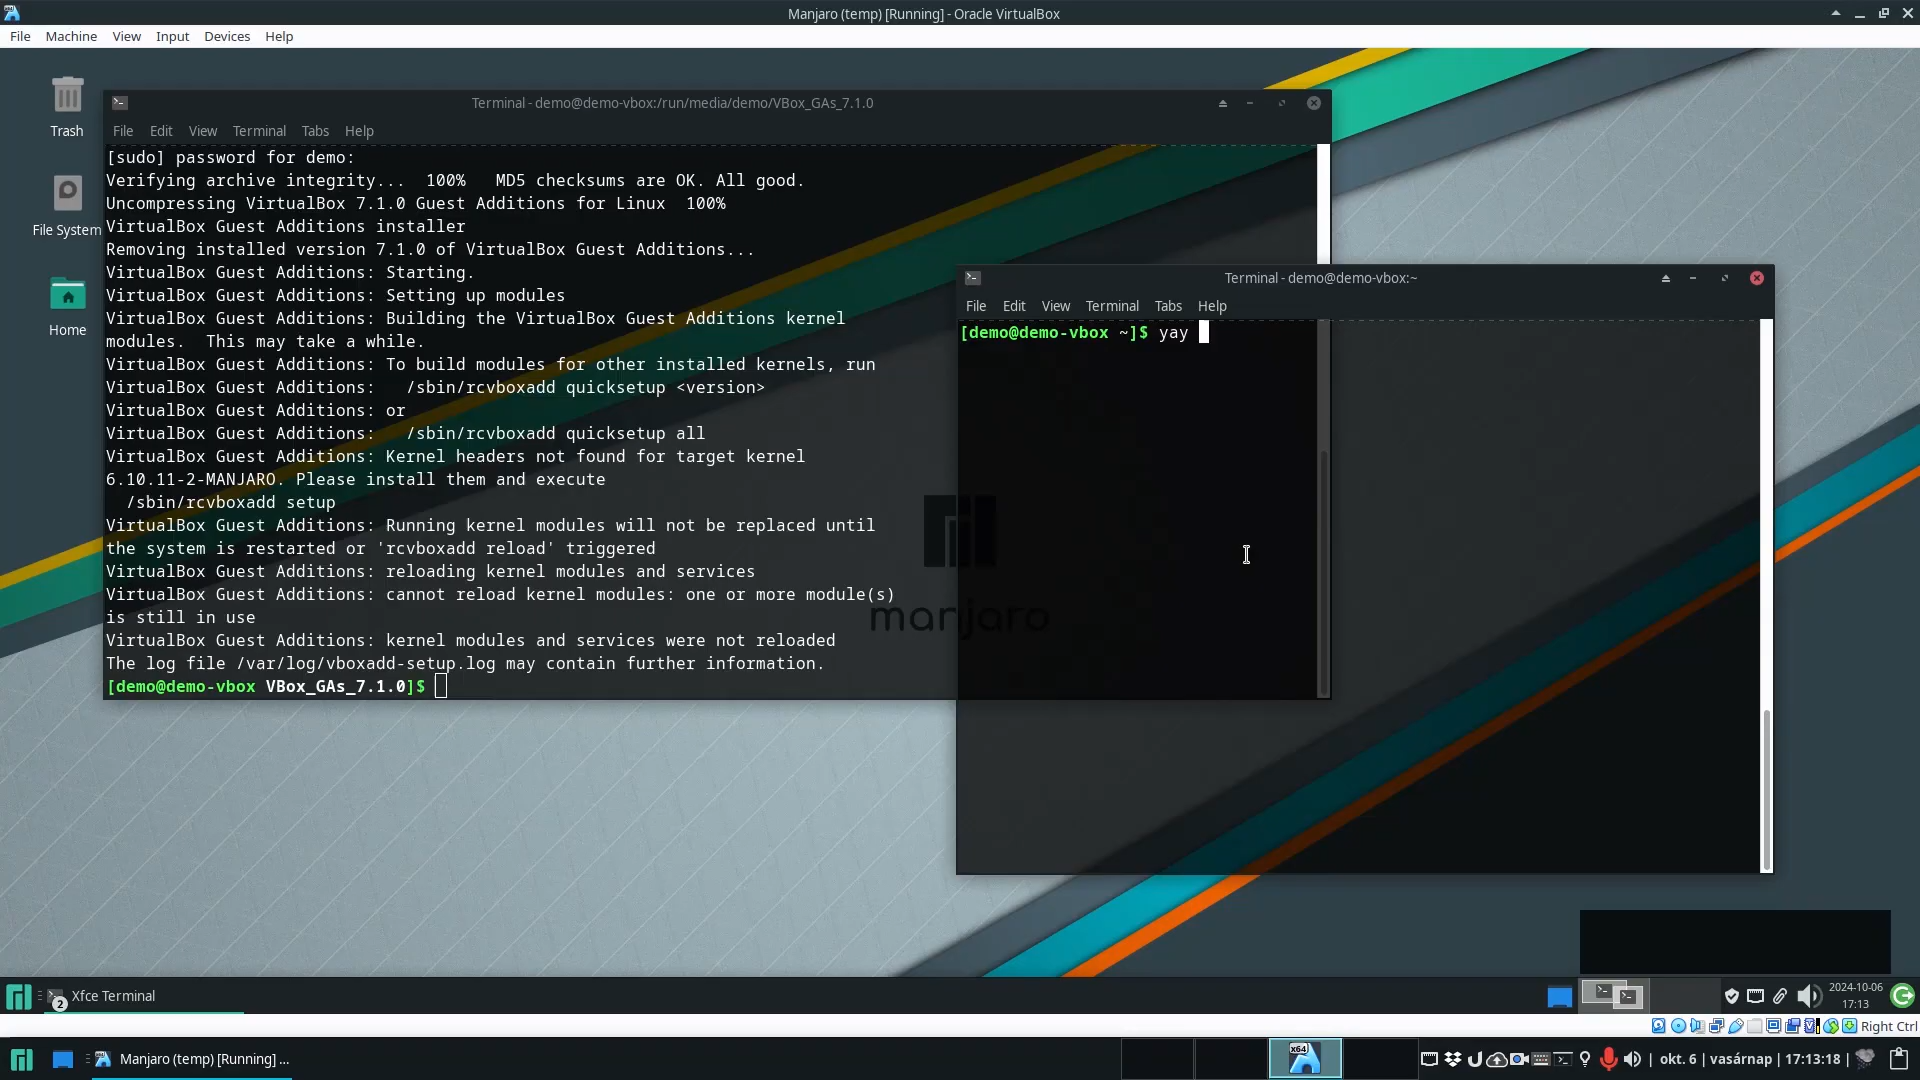 Manjaro (temp) [Running] - Oracle VirtualBox
File Machine View Input Devices Help
Trash
File System
Home
Terminal - demo@demo-vbox:/run/media/demo/VBox_GAs_7.1.0
File Edit View Terminal Tabs Help
[sudo] password for demo:
Verifying archive integrity...  100%   MD5 checksums are OK. All good.
Uncompressing VirtualBox 7.1.0 Guest Additions for Linux  100%
VirtualBox Guest Additions installer
Removing installed version 7.1.0 of VirtualBox Guest Additions...
VirtualBox Guest Additions: Starting.
VirtualBox Guest Additions: Setting up modules
VirtualBox Guest Additions: Building the VirtualBox Guest Additions kernel
modules.  This may take a while.
VirtualBox Guest Additions: To build modules for other installed kernels, run
VirtualBox Guest Additions:   /sbin/rcvboxadd quicksetup <version>
VirtualBox Guest Additions: or
VirtualBox Guest Additions:   /sbin/rcvboxadd quicksetup all
VirtualBox Guest Additions: Kernel headers not found for target kernel
6.10.11-2-MANJARO. Please install them and execute
  /sbin/rcvboxadd setup
VirtualBox Guest Additions: Running kernel modules will not be replaced until
the system is restarted or 'rcvboxadd reload' triggered
VirtualBox Guest Additions: reloading kernel modules and services
VirtualBox Guest Additions: cannot reload kernel modules: one or more module(s)
is still in use
VirtualBox Guest Additions: kernel modules and services were not reloaded
The log file /var/log/vboxadd-setup.log may contain further information.
[demo@demo-vbox VBox_GAs_7.1.0]$
Terminal - demo@demo-vbox:~
File Edit View Terminal Tabs Help
[demo@demo-vbox ~]$ yay
manjaro
2 Xfce Terminal
2024-10-06
17:13
Right Ctrl
Manjaro (temp) [Running] ...
x64
| okt. 6 | vasárnap | 17:13:18 |